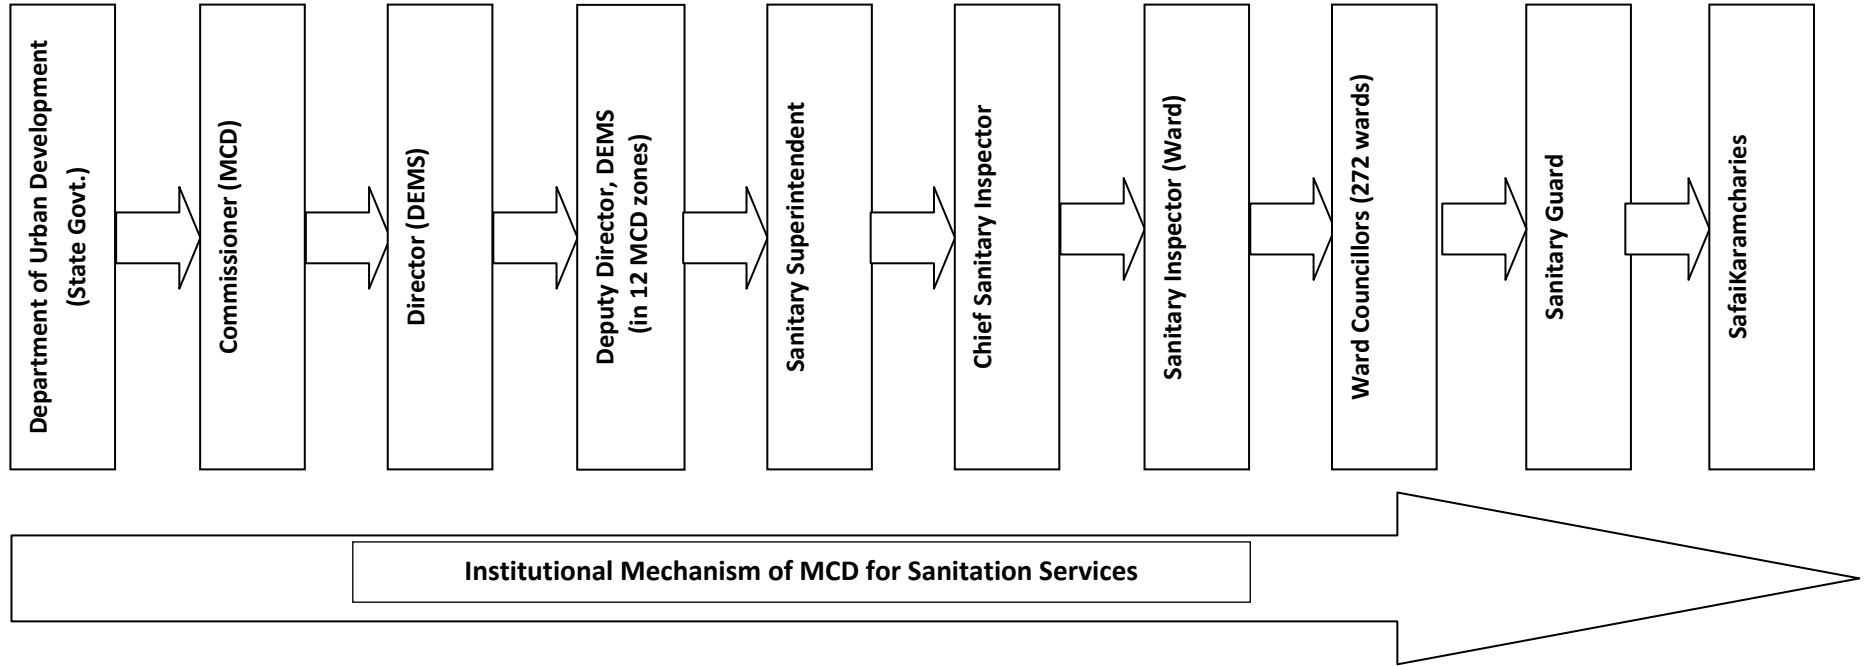 Department of Urban Development
(State Govt.)
Commissioner (MCD)
Director (DEMS)
Deputy Director, DEMS
(in 12 MCD zones)
Sanitary Superintendent
Chief Sanitary Inspector
Sanitary Inspector (Ward)
Ward Councillors (272 wards)
Sanitary Guard
SafaiKaramcharies
Institutional Mechanism of MCD for Sanitation Services